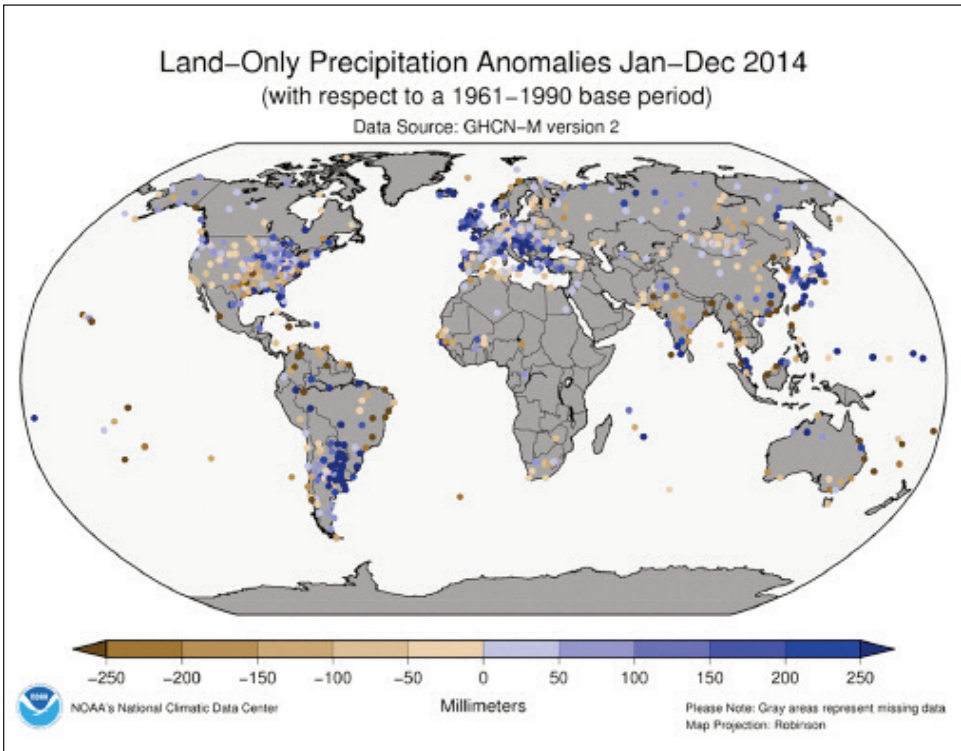 Land–Only Precipitation Anomalies Jan–Dec 2014
(with respect to a 1961–1990 base period)
Data Source: GHCN–M version 2
−250 −200 −150 −100 −50 0 50 100 150 200 250
NOAA
NOAA's National Climatic Data Center
Millimeters
Please Note: Gray areas represent missing data
Map Projection: Robinson